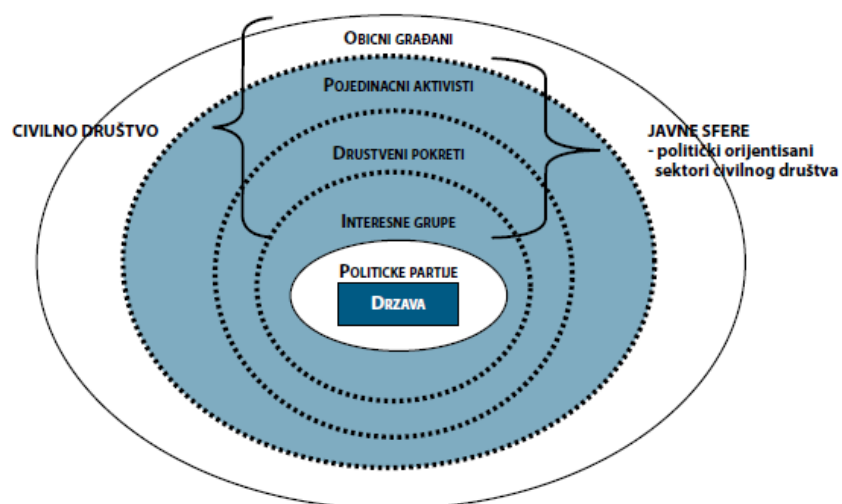 OBICNI GRAĐANI
POJEDINACNI AKTIVISTI
CIVILNO DRUŠTVO
JAVNE SFERE
- politički orijentisani
sektori civilnog društva
DRUSTVENI POKRETI
INTERESNE GRUPE
POLITICKE PARTIJE
DRZAVA